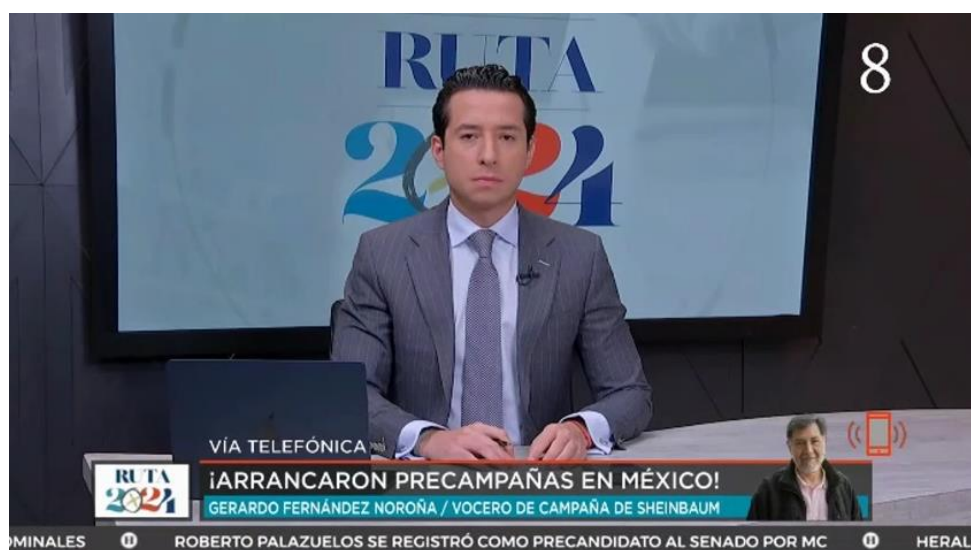 RUTA
2024
8
VÍA TELEFÓNICA
¡ARRANCARON PRECAMPAÑAS EN MÉXICO!
RUTA
2024
GERARDO FERNÁNDEZ NOROÑA / VOCERO DE CAMPAÑA DE SHEINBAUM
OMINALES ROBERTO PALAZUELOS SE REGISTRÓ COMO PRECANDIDATO AL SENADO POR MC HERAL